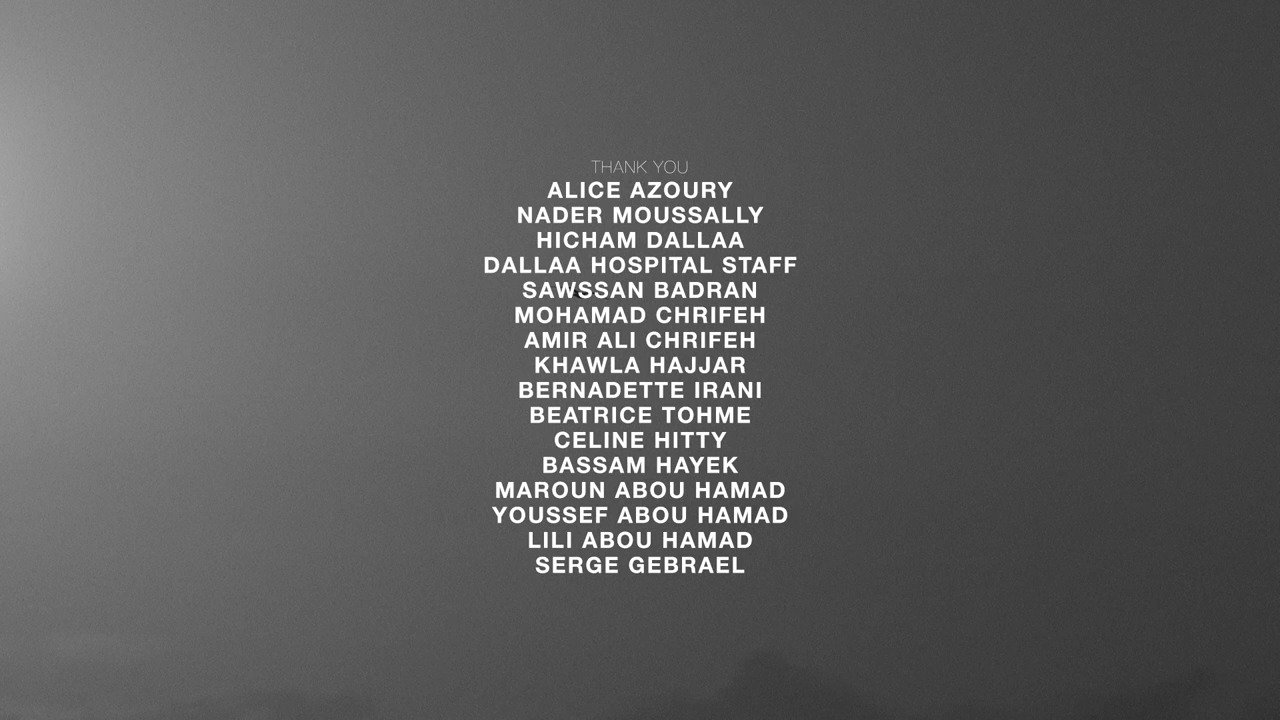 THANK YOU
ALICE AZOURY
NADER MOUSSALLY
HICHAM DALLAA
DALLAA HOSPITAL STAFF
SAWSSAN BADRAN
MOHAMAD CHRIFEH
AMIR ALI CHRIFEH
KHAWLA HAJJAR
BERNADETTE IRANI
BEATRICE TOHME
CELINE HITTY
BASSAM HAYEK
MAROUN ABOU HAMAD
YOUSSEF ABOU HAMAD
LILI ABOU HAMAD
SERGE GEBRAEL